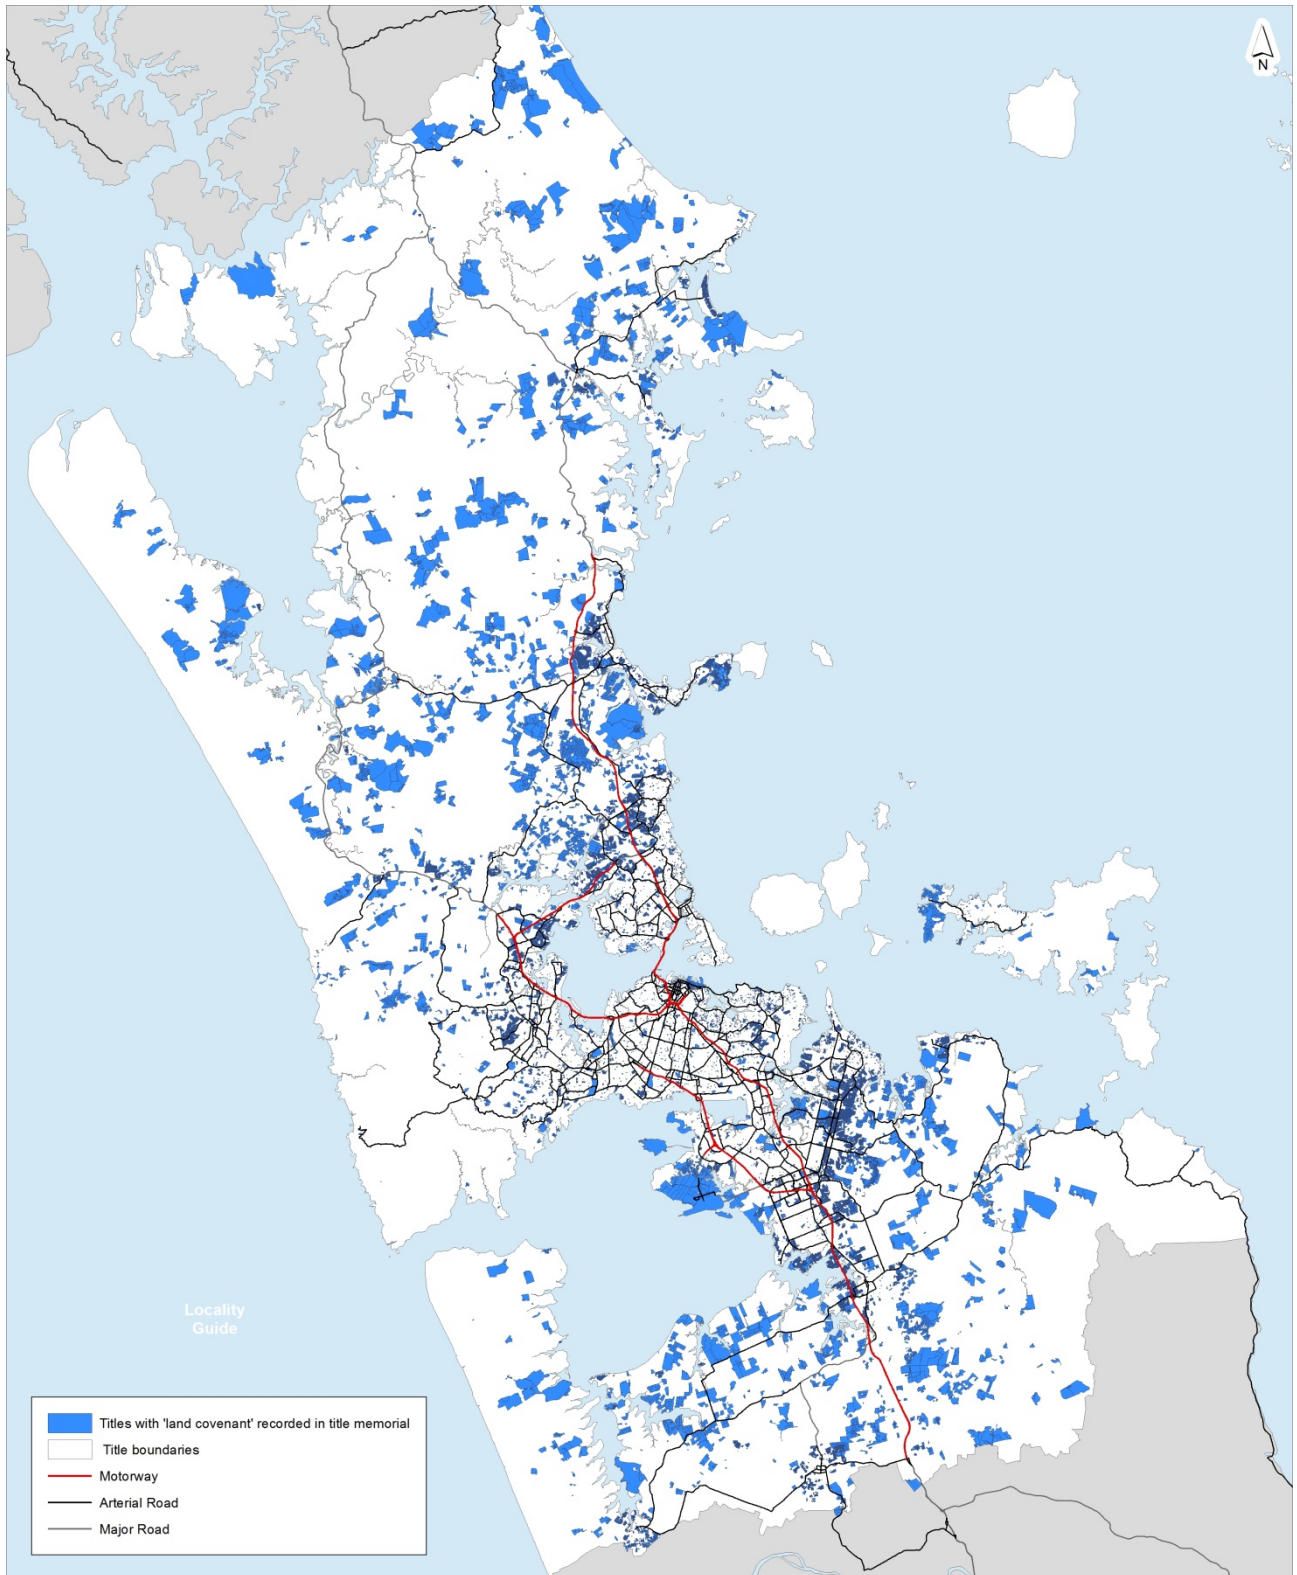 N
Locality
Guide
Titles with 'land covenant' recorded in title memorial
Title boundaries
Motorway
Arterial Road
Major Road